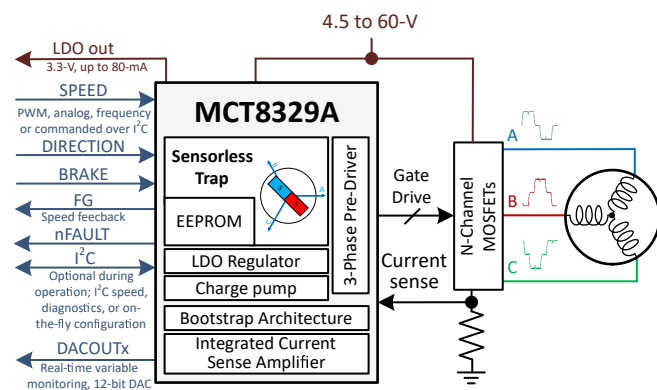 4.5 to 60-V
LDO out
3.3-V, up to 80-mA
SPEED
PWM, analog, frequency
or commanded over I²C
DIRECTION
BRAKE
FG
Speed feecback
nFAULT
I²C
Optional during
operation; I²C speed,
diagnostics, or on-
the-fly configuration
DACOUTx
Real-time variable
monitoring, 12-bit DAC
MCT8329A
Sensorless
Trap
EEPROM
A
B
C
S
N
3-Phase Pre-Driver
LDO Regulator
Charge pump
Bootstrap Architecture
Integrated Current
Sense Amplifier
Gate
Drive
Current
sense
N-Channel
MOSFETs
A
B
C